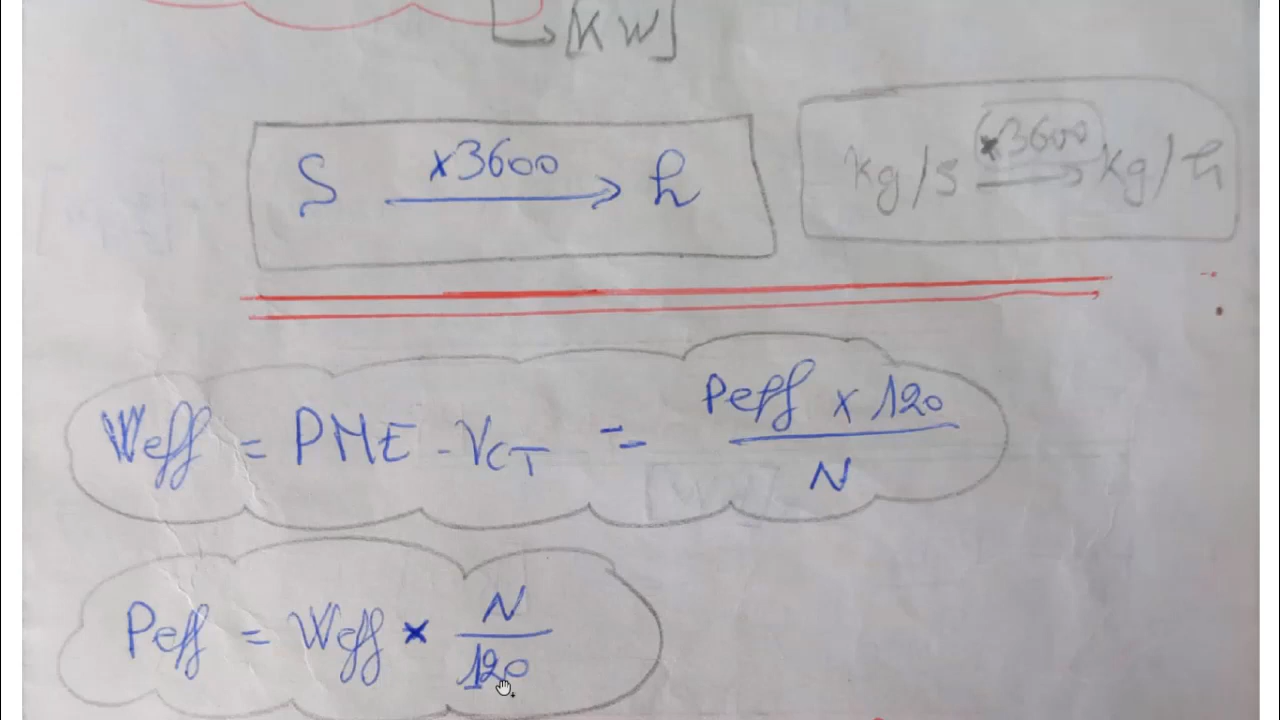 [KW]
S ×3600 → h
kg/s ×3600 → kg/h
Weff = PME - VCT = Peff × 120 / N
Peff = Weff × N / 120